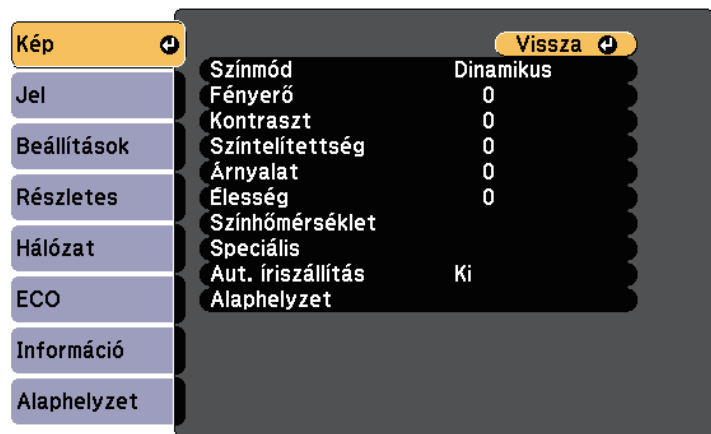 Kép
Jel
Beállítások
Részletes
Hálózat
ECO
Információ
Alaphelyzet
Vissza
Színmód Dinamikus
Fényerő 0
Kontraszt 0
Színtelítettség 0
Árnyalat 0
Élesség 0
Színhőmérséklet
Speciális
Aut. íriszállítás Ki
Alaphelyzet